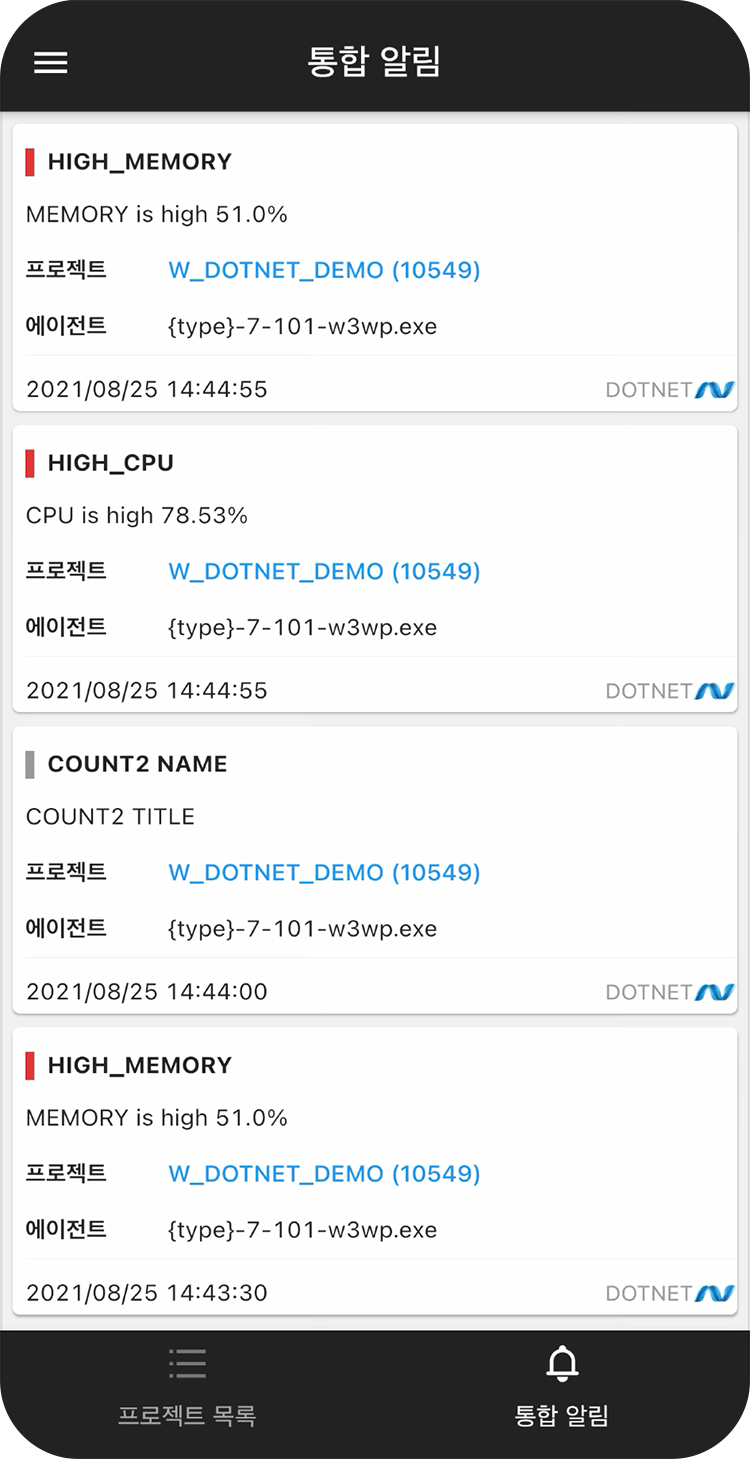 통합 알림
HIGH_MEMORY
MEMORY is high 51.0%
프로젝트 W_DOTNET_DEMO (10549)
에이전트 {type}-7-101-w3wp.exe
2021/08/25 14:44:55 DOTNET
HIGH_CPU
CPU is high 78.53%
프로젝트 W_DOTNET_DEMO (10549)
에이전트 {type}-7-101-w3wp.exe
2021/08/25 14:44:55 DOTNET
COUNT2 NAME
COUNT2 TITLE
프로젝트 W_DOTNET_DEMO (10549)
에이전트 {type}-7-101-w3wp.exe
2021/08/25 14:44:00 DOTNET
HIGH_MEMORY
MEMORY is high 51.0%
프로젝트 W_DOTNET_DEMO (10549)
에이전트 {type}-7-101-w3wp.exe
2021/08/25 14:43:30 DOTNET
프로젝트 목록 통합 알림